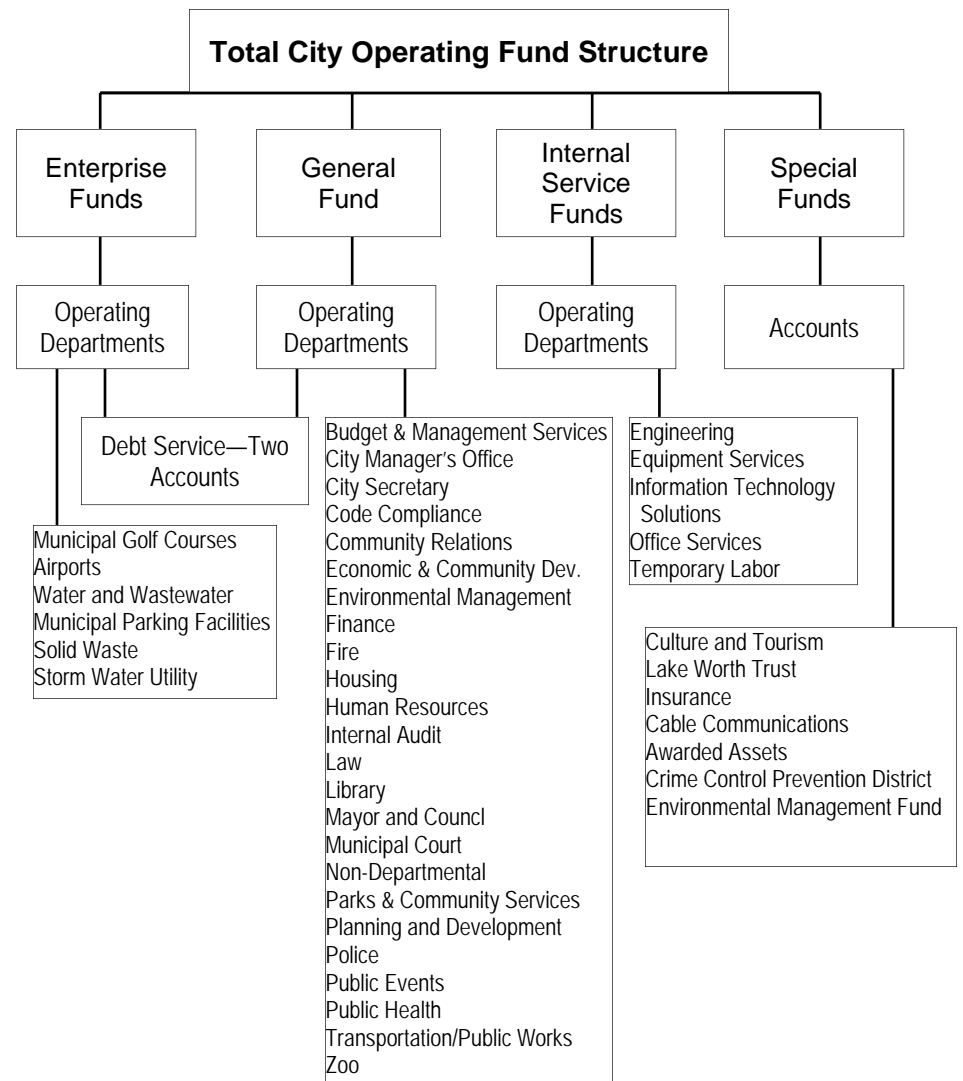 Total City Operating Fund Structure
Enterprise
Funds
General
Fund
Internal
Service
Funds
Special
Funds
Operating
Departments
Operating
Departments
Operating
Departments
Accounts
Debt Service—Two
Accounts
Municipal Golf Courses
Airports
Water and Wastewater
Municipal Parking Facilities
Solid Waste
Storm Water Utility
Budget & Management Services
City Manager's Office
City Secretary
Code Compliance
Community Relations
Economic & Community Dev.
Environmental Management
Finance
Fire
Housing
Human Resources
Internal Audit
Law
Library
Mayor and Councl
Municipal Court
Non-Departmental
Parks & Community Services
Planning and Development
Police
Public Events
Public Health
Transportation/Public Works
Zoo
Engineering
Equipment Services
Information Technology
Solutions
Office Services
Temporary Labor
Culture and Tourism
Lake Worth Trust
Insurance
Cable Communications
Awarded Assets
Crime Control Prevention District
Environmental Management Fund